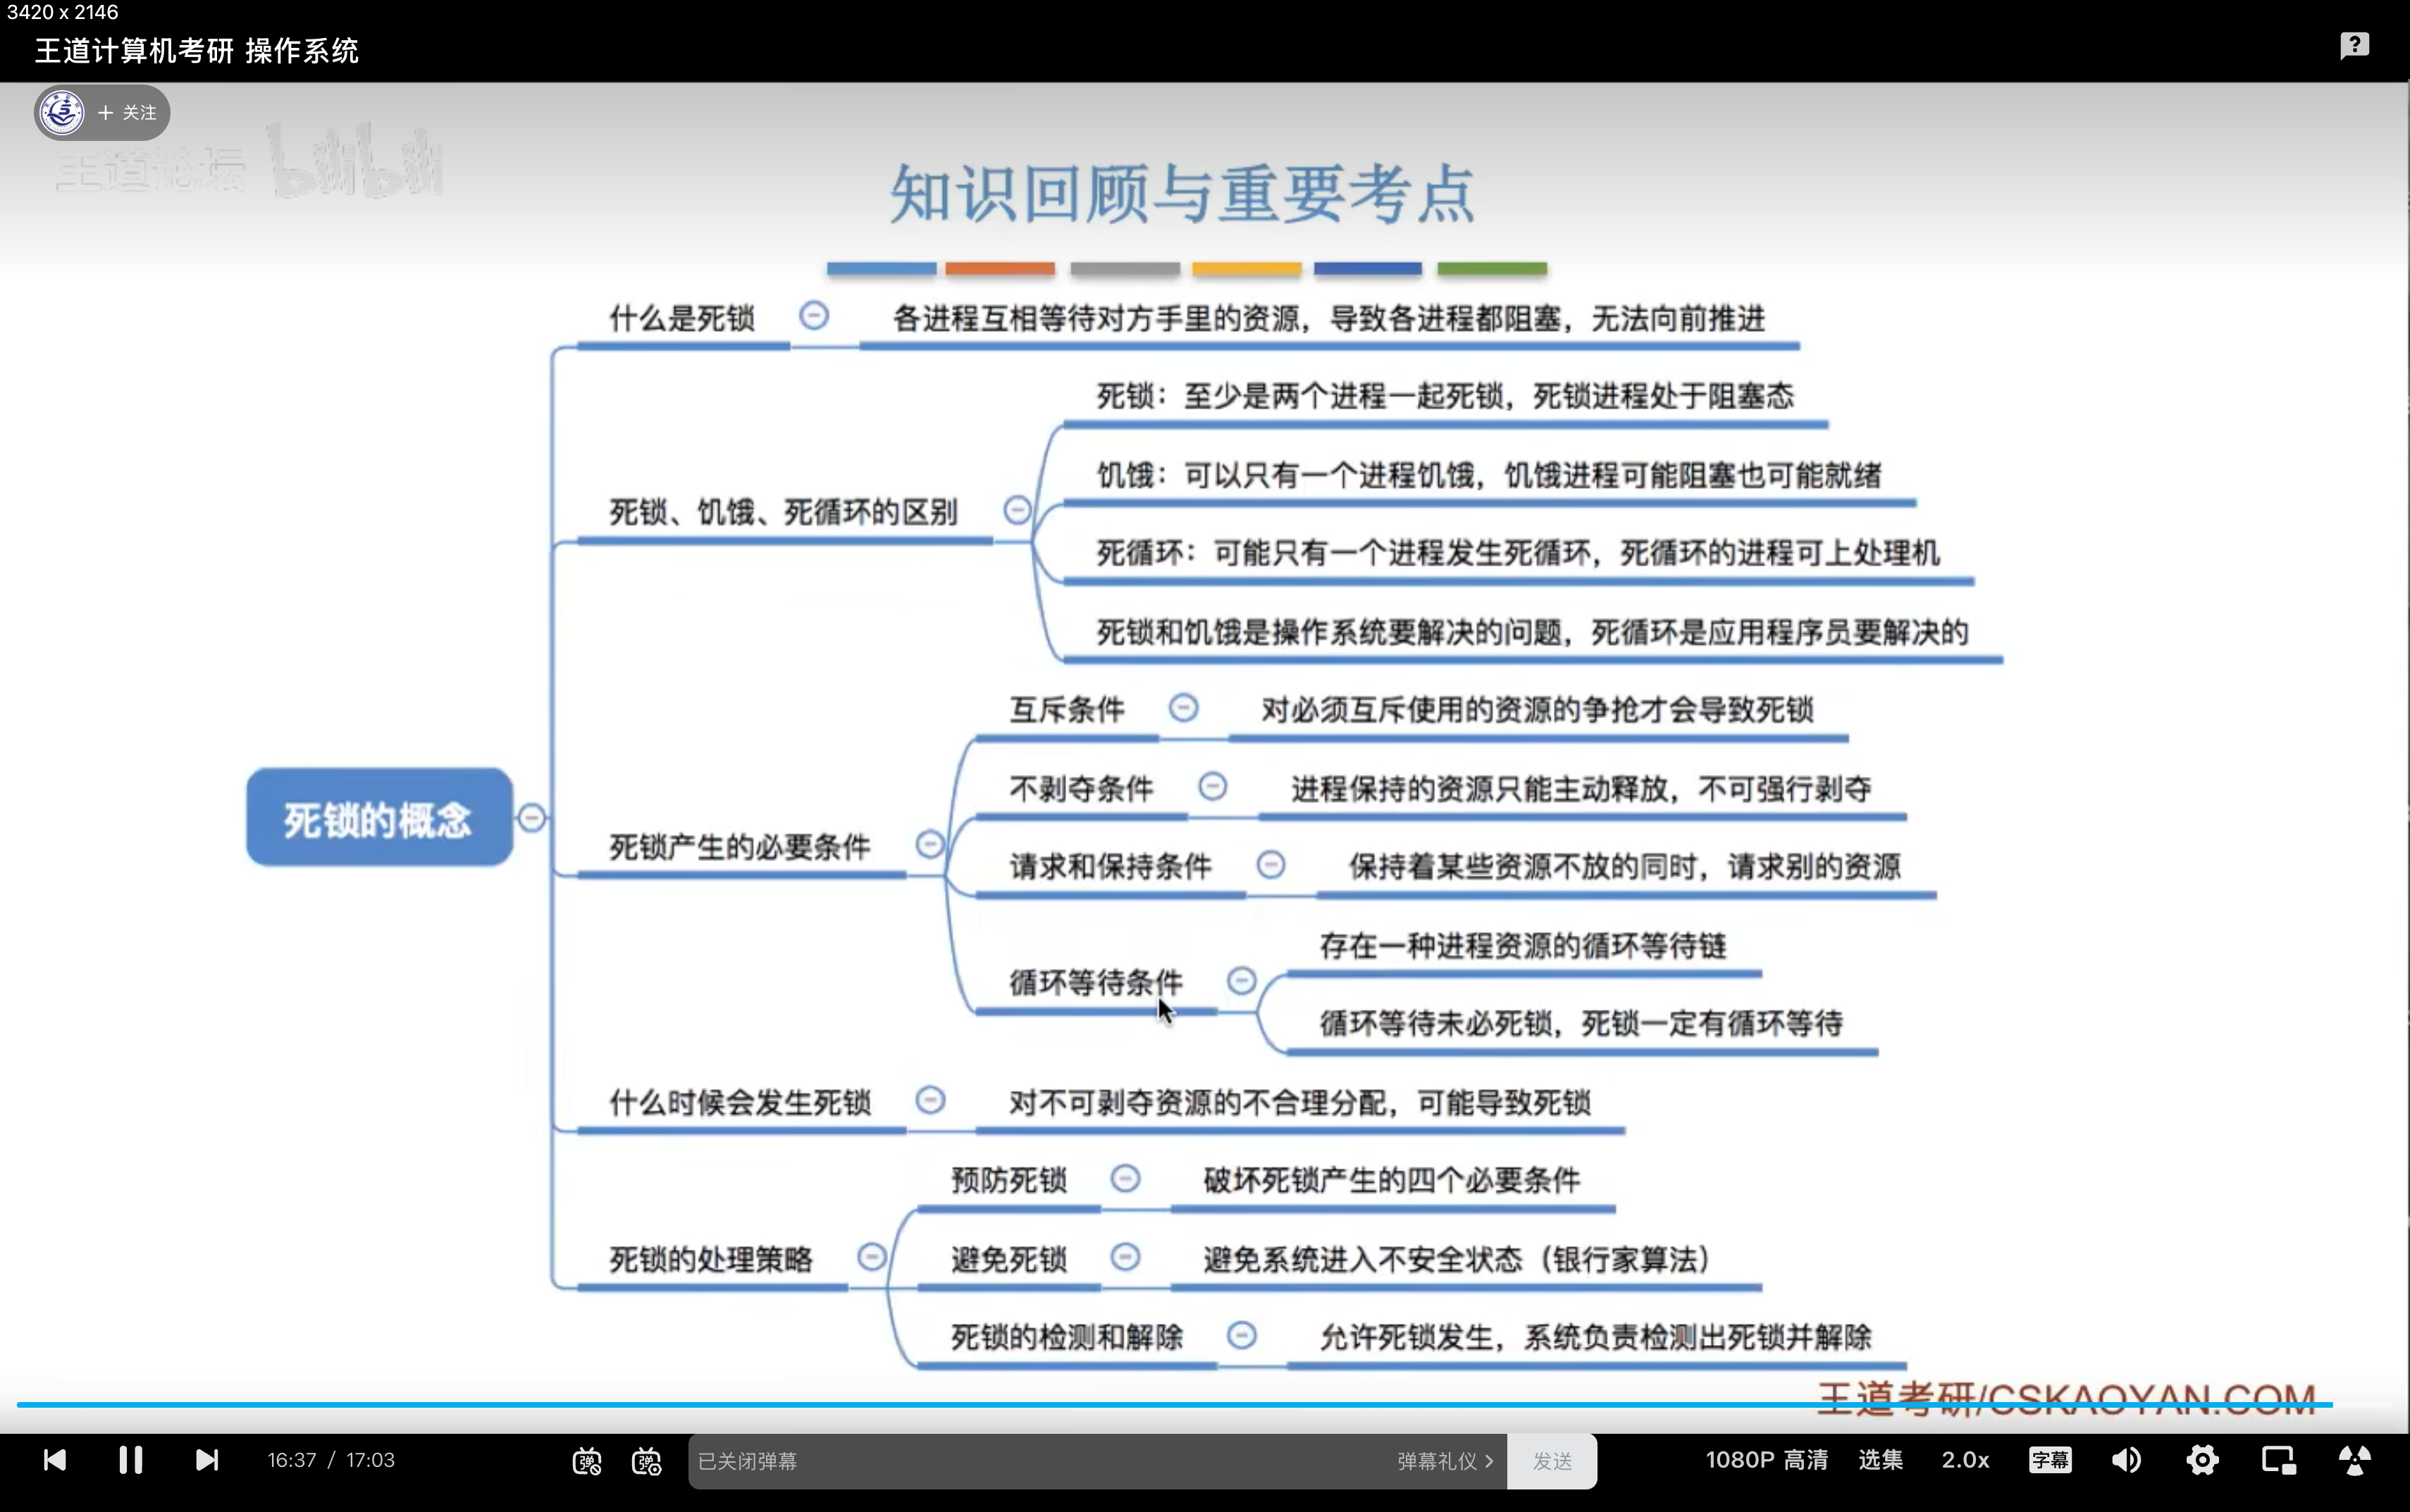 3420 x 2146
王道计算机考研 操作系统
+ 关注
王道论坛 bilibili
知识回顾与重要考点
什么是死锁
各进程互相等待对方手里的资源，导致各进程都阻塞，无法向前推进
死锁、饥饿、死循环的区别
死锁：至少是两个进程一起死锁，死锁进程处于阻塞态
饥饿：可以只有一个进程饥饿，饥饿进程可能阻塞也可能就绪
死循环：可能只有一个进程发生死循环，死循环的进程可上处理机
死锁和饥饿是操作系统要解决的问题，死循环是应用程序员要解决的
死锁的概念
死锁产生的必要条件
互斥条件
对必须互斥使用的资源的争抢才会导致死锁
不剥夺条件
进程保持的资源只能主动释放，不可强行剥夺
请求和保持条件
保持着某些资源不放的同时，请求别的资源
循环等待条件
存在一种进程资源的循环等待链
循环等待未必死锁，死锁一定有循环等待
什么时候会发生死锁
对不可剥夺资源的不合理分配，可能导致死锁
死锁的处理策略
预防死锁
破坏死锁产生的四个必要条件
避免死锁
避免系统进入不安全状态（银行家算法）
死锁的检测和解除
允许死锁发生，系统负责检测出死锁并解除
王道考研/CSKAOYAN.COM
16:37 / 17:03
弹
弹
已关闭弹幕
弹幕礼仪
发送
1080P 高清
选集
2.0x
字幕